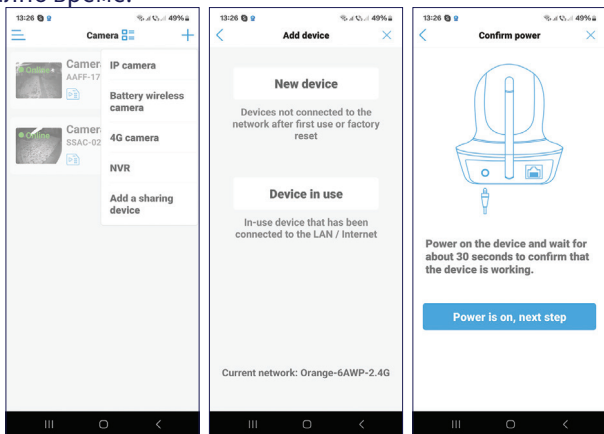 време.
13:26 49%
Camera
Camer
Online
AAFF-17
Camer
Online
SSAC-02
IP camera
Battery wireless
camera
4G camera
NVR
Add a sharing
device
13:26 49%
Add device
New device
Devices not connected to the
network after first use or factory
reset
Device in use
In-use device that has been
connected to the LAN / Internet
Current network: Orange-6AWP-2.4G
13:26 49%
Confirm power
Power on the device and wait for
about 30 seconds to confirm that
the device is working.
Power is on, next step